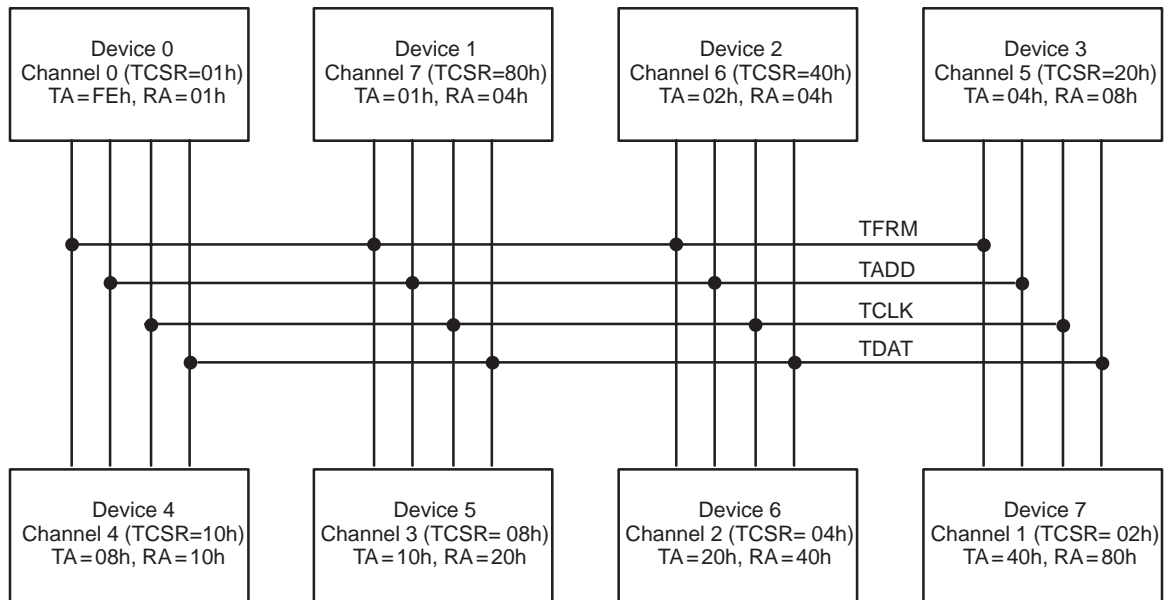 Device 0
Channel 0 (TCSR=01h)
TA=FEh, RA=01h
Device 1
Channel 7 (TCSR=80h)
TA=01h, RA=04h
Device 2
Channel 6 (TCSR=40h)
TA=02h, RA=04h
Device 3
Channel 5 (TCSR=20h)
TA=04h, RA=08h
TFRM
TADD
TCLK
TDAT
Device 4
Channel 4 (TCSR=10h)
TA=08h, RA=10h
Device 5
Channel 3 (TCSR= 08h)
TA=10h, RA=20h
Device 6
Channel 2 (TCSR= 04h)
TA=20h, RA=40h
Device 7
Channel 1 (TCSR= 02h)
TA=40h, RA=80h